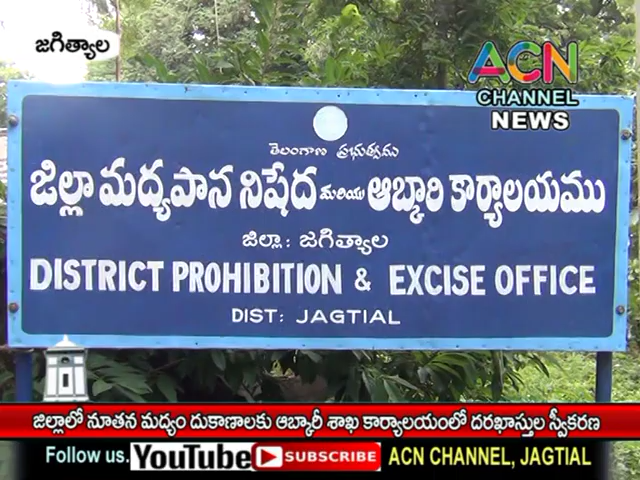 జగిత్యాల
ACN
CHANNEL
NEWS
తెలంగాణ ప్రభుత్వము
జిల్లా మద్యపాన నిషేద మరియు ఆబ్కారి కార్యాలయము
జిల్లా: జగిత్యాల
DISTRICT PROHIBITION & EXCISE OFFICE
DIST: JAGTIAL
జిల్లాలో నూతన మద్యం దుకాణాలకు ఆబ్కారీ శాఖ కార్యాలయంలో దరఖాస్తుల స్వీకరణ
Follow us. YouTube SUBSCRIBE ACN CHANNEL, JAGTIAL